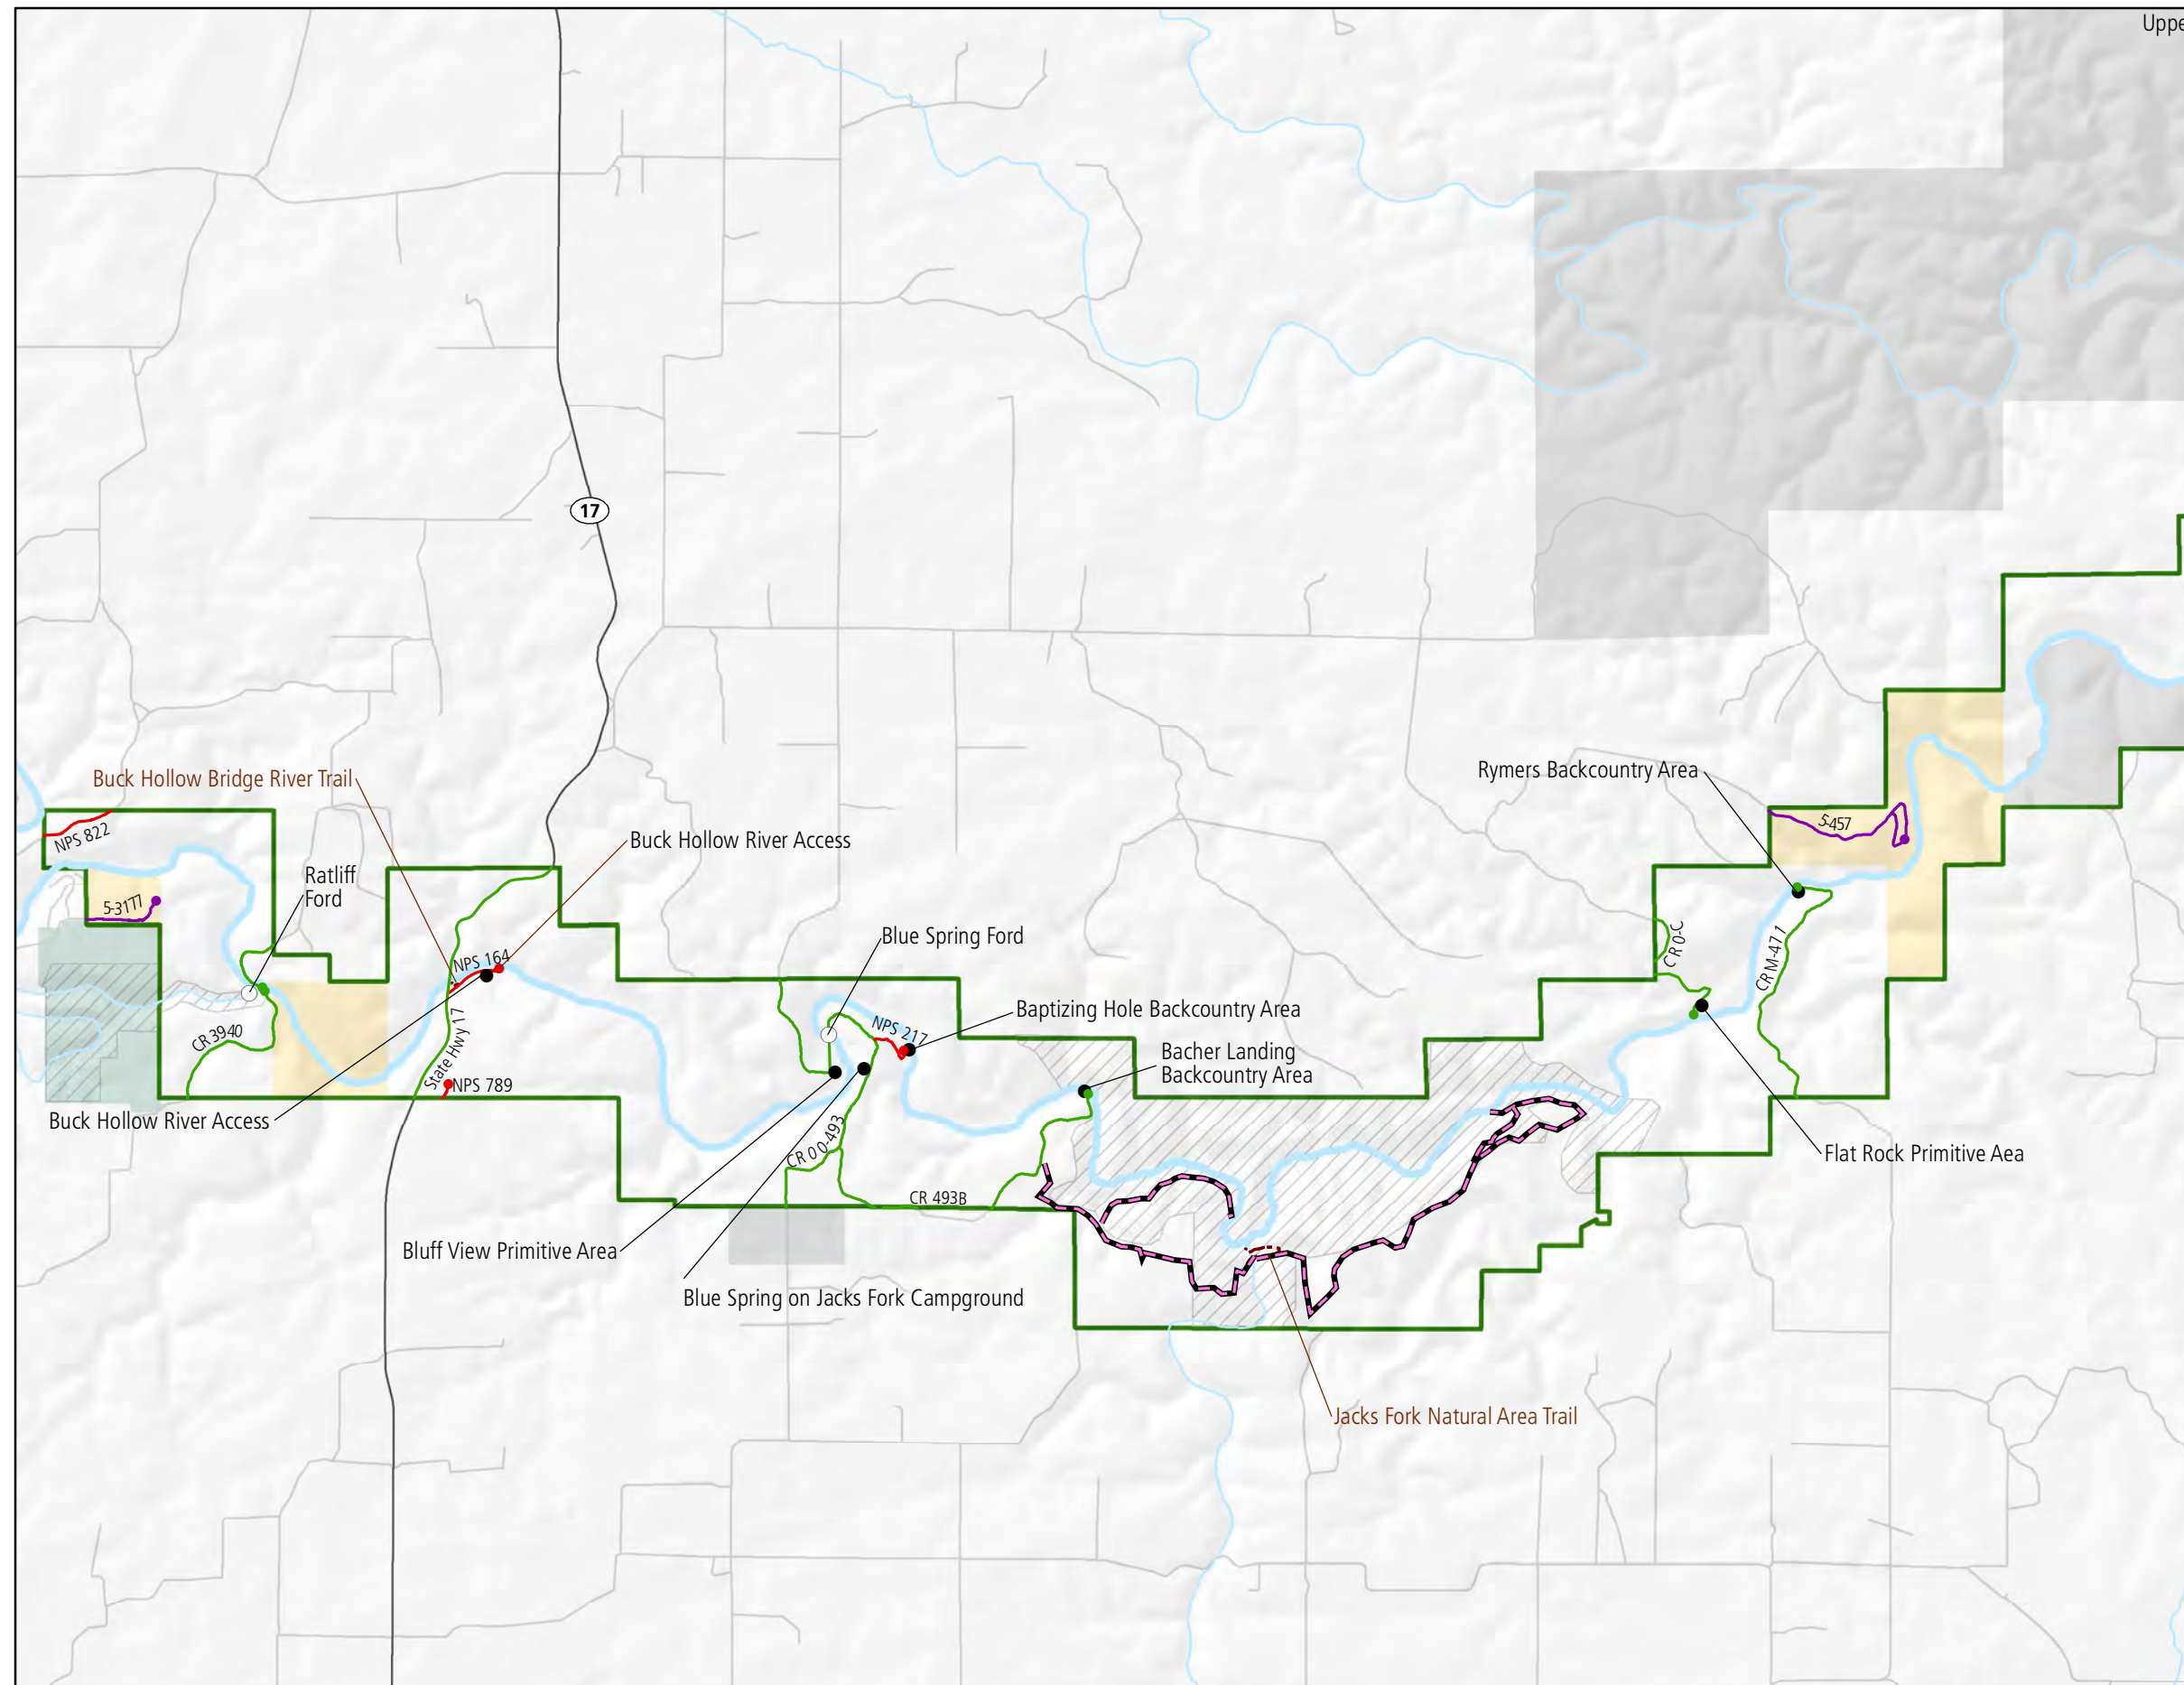 Uppe
17
Rymers Backcountry Area
Buck Hollow Bridge River Trail
5-457
NPS 822
Buck Hollow River Access
Ratliff
Ford
5-3177
CR 0-C
Blue Spring Ford
CR M-471
NPS 164
Baptizing Hole Backcountry Area
NPS 217
CR 3940
State Hwy 17
Bacher Landing
Backcountry Area
NPS 789
Buck Hollow River Access
CR 0 0-493
Flat Rock Primitive Aea
CR 493B
Bluff View Primitive Area
Blue Spring on Jacks Fork Campground
Jacks Fork Natural Area Trail